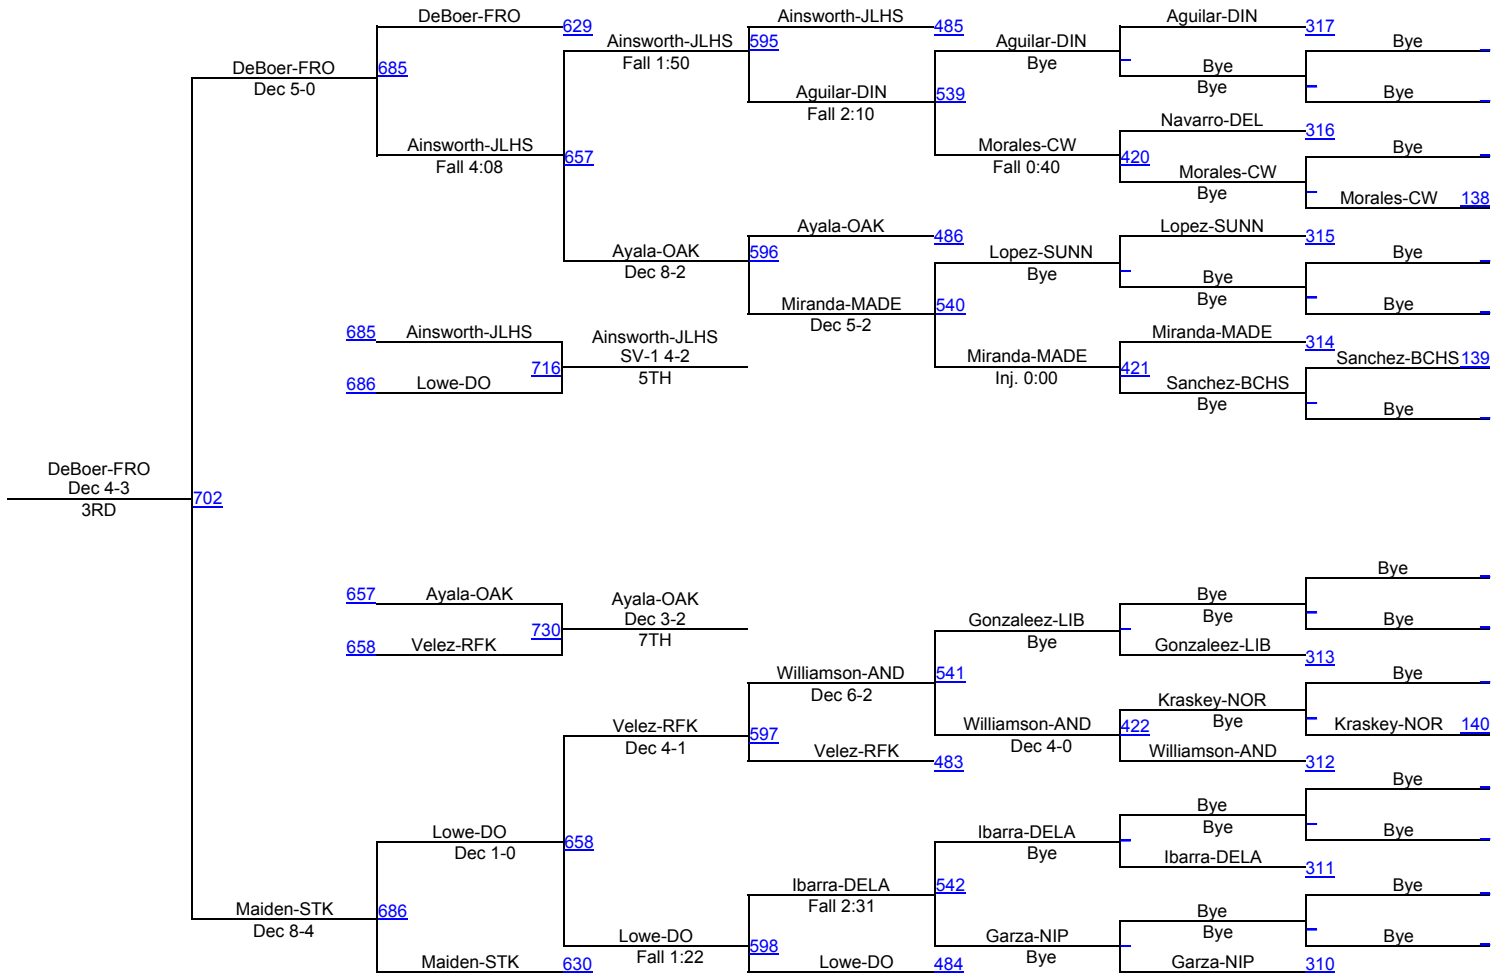 DeBoer-FRO
629
Ainsworth-JLHS
485
Aguilar-DIN
317
Ainsworth-JLHS
595
Fall 1:50
Aguilar-DIN
Bye
Bye
DeBoer-FRO
685
Dec 5-0
Bye
Bye
Bye
Aguilar-DIN
539
Fall 2:10
Navarro-DEL
316
Ainsworth-JLHS
657
Fall 4:08
Morales-CW
420
Fall 0:40
Bye
Morales-CW
Bye
Morales-CW 138
Ayala-OAK
486
Lopez-SUNN
315
Ayala-OAK
596
Dec 8-2
Lopez-SUNN
Bye
Bye
Bye
Bye
Bye
Miranda-MADE
540
Dec 5-2
685 Ainsworth-JLHS
Ainsworth-JLHS
SV-1 4-2
5TH
716
686 Lowe-DO
Miranda-MADE
314
Miranda-MADE
421
Inj. 0:00
Sanchez-BCHS 139
Sanchez-BCHS
Bye
Bye
DeBoer-FRO
Dec 4-3
3RD
702
657 Ayala-OAK
Ayala-OAK
Dec 3-2
7TH
730
658 Velez-RFK
Bye
Bye
Bye
Bye
Gonzaleez-LIB
Bye
Gonzaleez-LIB
313
Williamson-AND
541
Dec 6-2
Bye
Kraskey-NOR
Bye
Kraskey-NOR 140
Velez-RFK
597
Dec 4-1
Williamson-AND
422
Dec 4-0
Velez-RFK
483
Williamson-AND
312
Bye
Bye
Bye
Bye
Lowe-DO
658
Dec 1-0
Ibarra-DELA
Bye
Ibarra-DELA
311
Ibarra-DELA
542
Fall 2:31
Bye
Maiden-STK
686
Dec 8-4
Bye
Bye
Bye
Lowe-DO
598
Fall 1:22
Garza-NIP
Bye
Maiden-STK
630
Lowe-DO
484
Garza-NIP
310